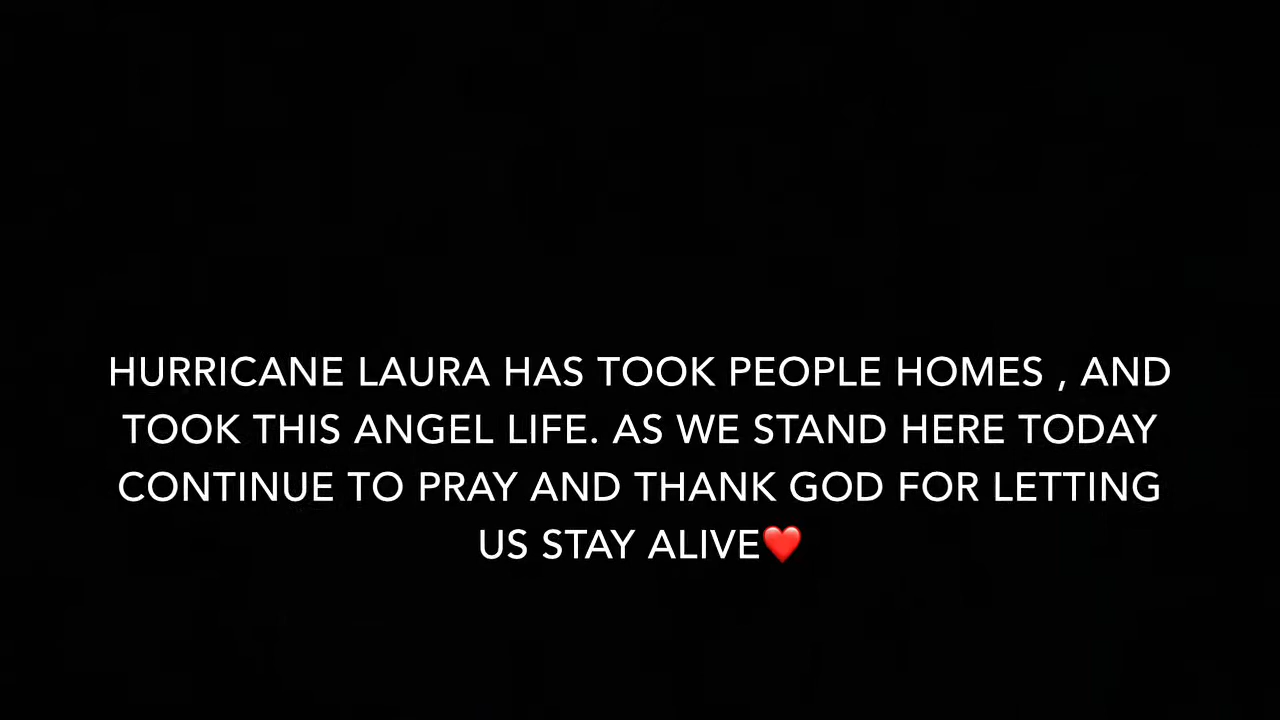 HURRICANE LAURA HAS TOOK PEOPLE HOMES , AND
TOOK THIS ANGEL LIFE. AS WE STAND HERE TODAY
CONTINUE TO PRAY AND THANK GOD FOR LETTING
US STAY ALIVE❤️